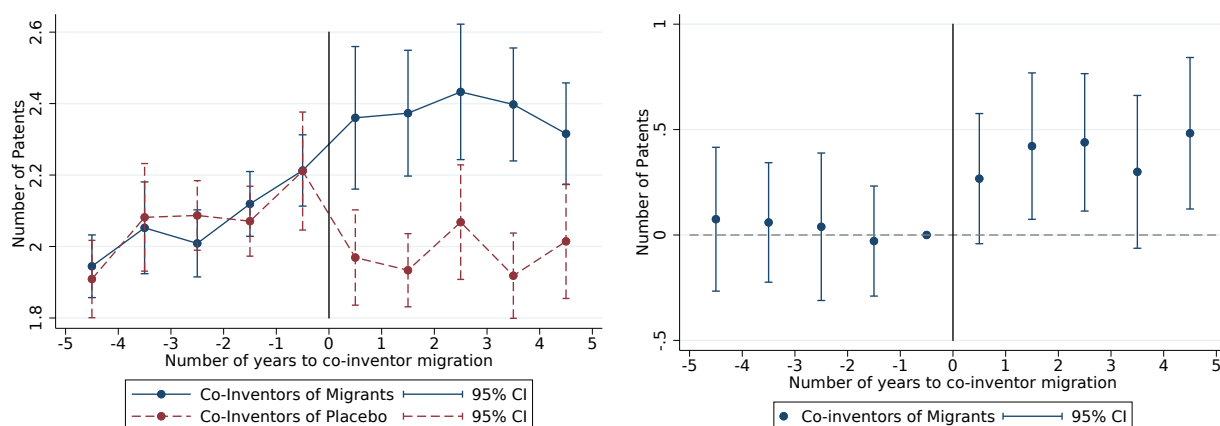 2.6
2.4
2.2
2
1.8
Number of Patents
-5 -4 -3 -2 -1 0 1 2 3 4 5
Number of years to co-inventor migration
Co-Inventors of Migrants 95% CI
Co-Inventors of Placebo 95% CI
1
.5
0
-.5
Number of Patents
-5 -4 -3 -2 -1 0 1 2 3 4 5
Number of years to co-inventor migration
Co-inventors of Migrants 95% CI